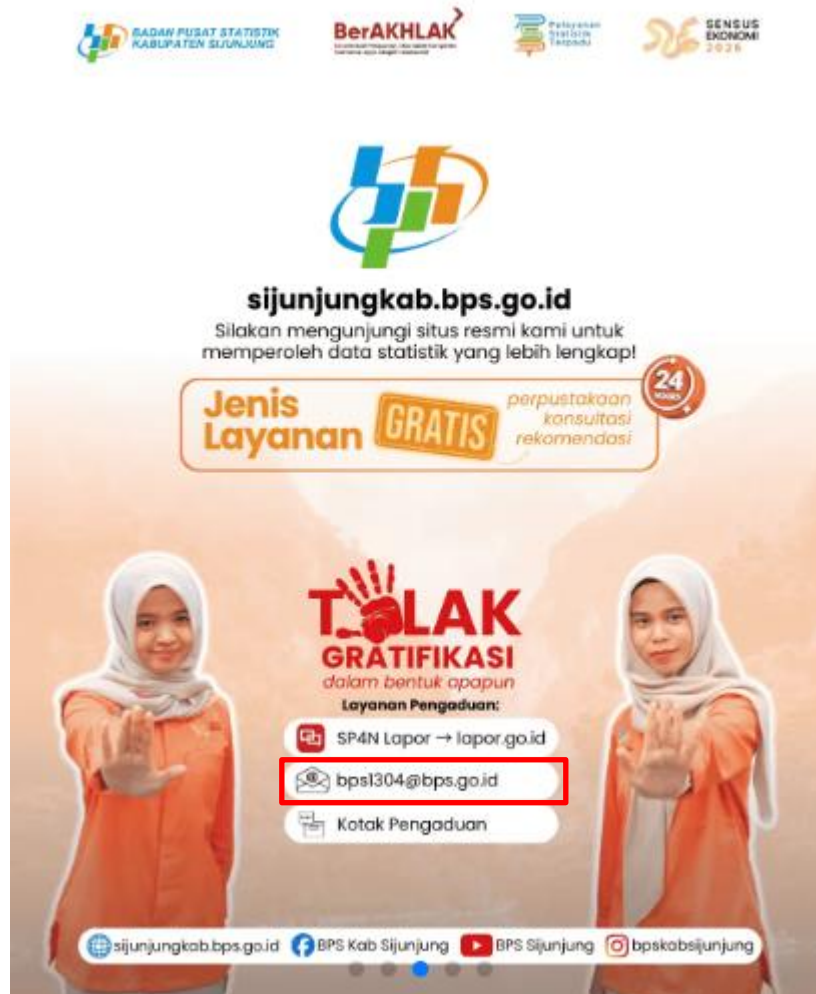 BADAN PUSAT STATISTIK
KABUPATEN SIJUNJUNG
BerAKHLAK
Pelayanan
Statistik
Terpadu
SENSUS
EKONOMI
2026
sijunjungkab.bps.go.id
Silakan mengunjungi situs resmi kami untuk
memperoleh data statistik yang lebih lengkap!
Jenis
Layanan
GRATIS
perpustakaan
konsultasi
rekomendasi
24
TOLAK
GRATIFIKASI
dalam bentuk apapun
Layanan Pengaduan:
SP4N Lapor → lapor.go.id
bps1304@bps.go.id
Kotak Pengaduan
sijunjungkab.bps.go.id BPS Kab Sijunjung BPS Sijunjung bpskabsijunjung